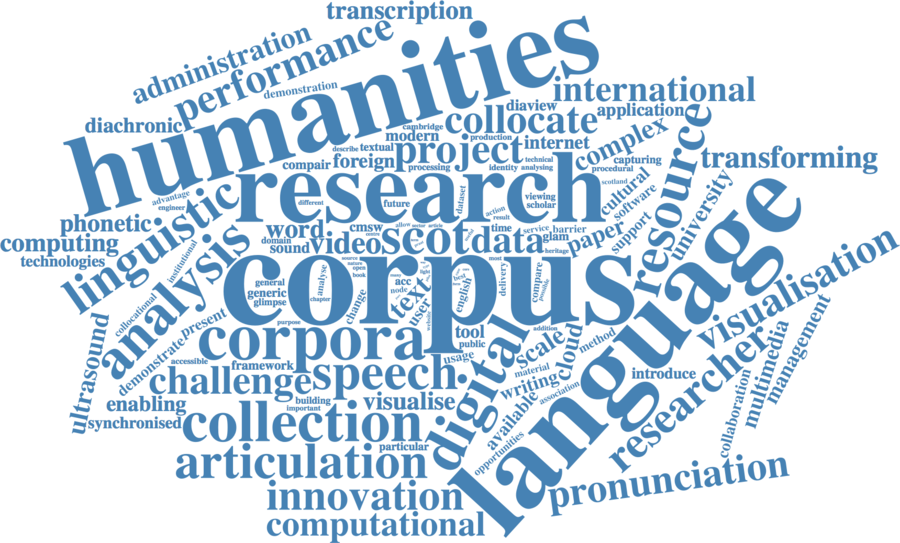 transcription
administration
performance
humanities
demonstration
international
diachronic
cambridge
diaview
application
modern
collocate
production
describe
textual
project
internet
complex
resource
compair
foreign
processing
identity
technical
analysing
capturing
procedural
transforming
linguistic
research
advantage
engineer
different
future
dataset
viewing
scholar
scotland
cultural
software
university
phonetic
computing
technologies
institutional
analysis
word
domain
sound
video
cmsw
allow
article
action
result
scot
data
time
service
barrier
glam
heritage
paper
support
corpus
source
nature
open
book
general
generic
glimpse
analyse
chapter
change
acc
node
text
user
english
most
delivery
compare
possible
language
visualisation
collocational
present
purpose
corpora
tool
public
addition
digital
scale
cloud
method
ultrasound
demonstrate
accessible
framework
challenge
speech
usage
material
writing
introduce
researcher
multimedia
management
enabling
synchronised
building
important
visualise
available
association
opportunities
collaboration
collection
particular
articulation
innovation
pronunciation
computational